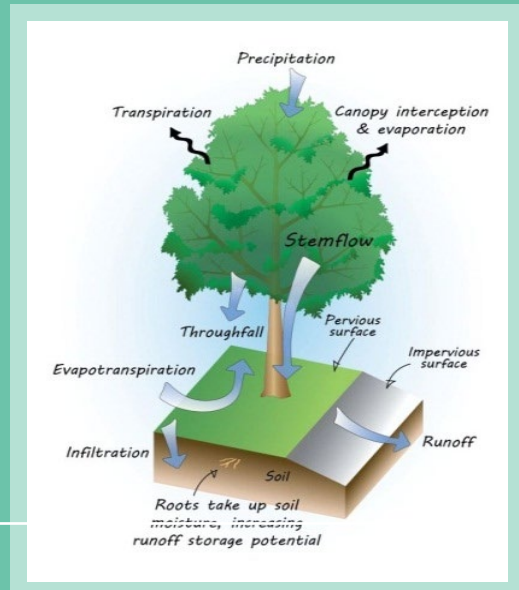 Precipitation
Transpiration
Canopy interception
& evaporation
Stemflow
Throughfall
Pervious
surface
Impervious
surface
Evapotranspiration
Infiltration
Runoff
Soil
Roots take up soil
moisture, increasing
runoff storage potential